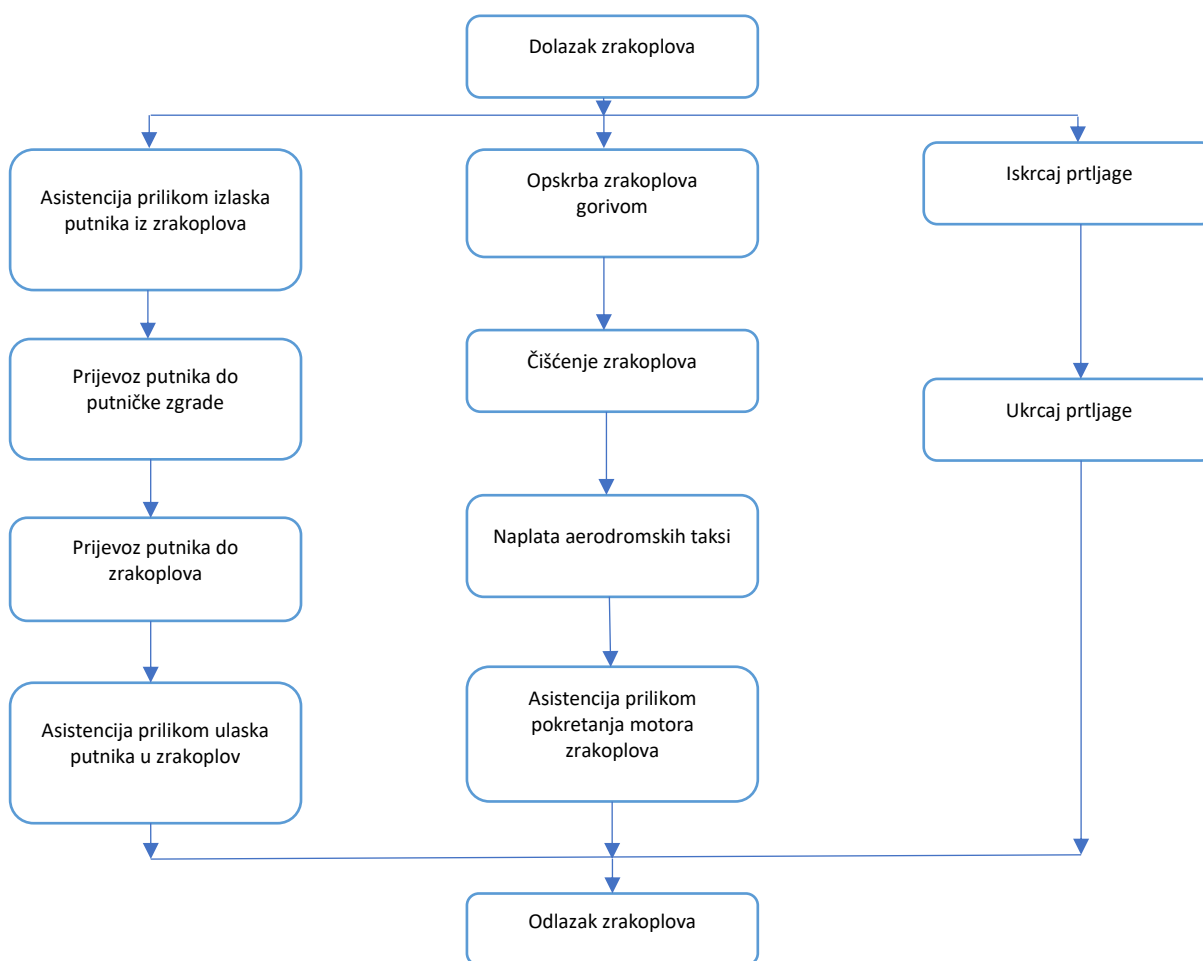 Dolazak zrakoplova
Asistencija prilikom izlaska
putnika iz zrakoplova
Opskrba zrakoplova
gorivom
Iskrcaj prtljage
Prijevoz putnika do
putničke zgrade
Čišćenje zrakoplova
Ukrcaj prtljage
Prijevoz putnika do
zrakoplova
Naplata aerodromskih taksi
Asistencija prilikom ulaska
putnika u zrakoplov
Asistencija prilikom
pokretanja motora
zrakoplova
Odlazak zrakoplova